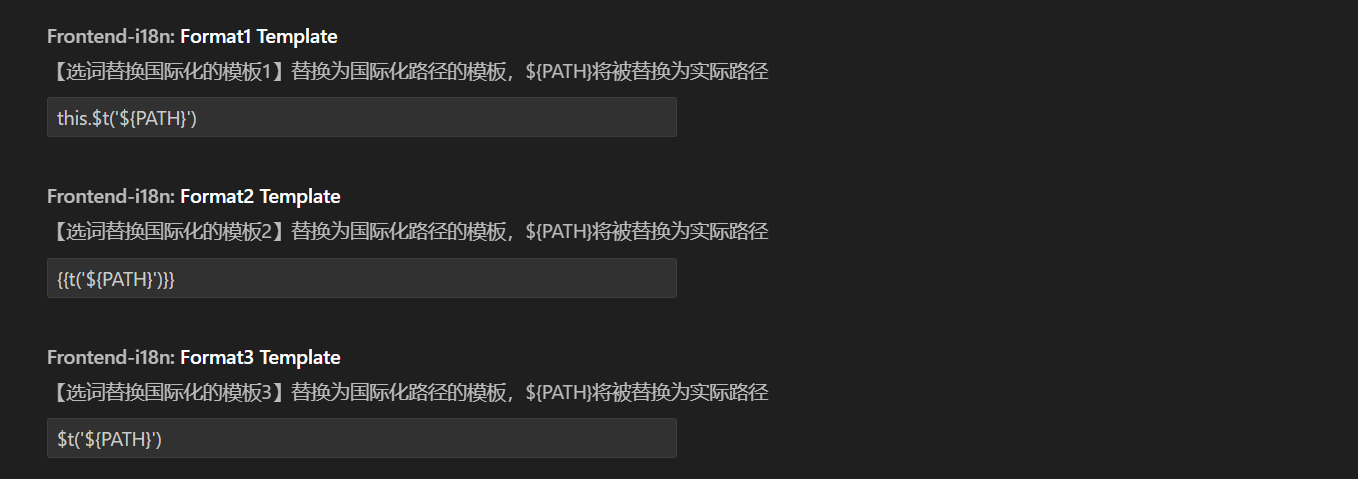 Frontend-i18n: Format1 Template
【选词替换国际化的模板1】替换为国际化路径的模板，${PATH}将被替换为实际路径
this.$t('${PATH}')
Frontend-i18n: Format2 Template
【选词替换国际化的模板2】替换为国际化路径的模板，${PATH}将被替换为实际路径
{{t('${PATH}')}}
Frontend-i18n: Format3 Template
【选词替换国际化的模板3】替换为国际化路径的模板，${PATH}将被替换为实际路径
$t('${PATH}')